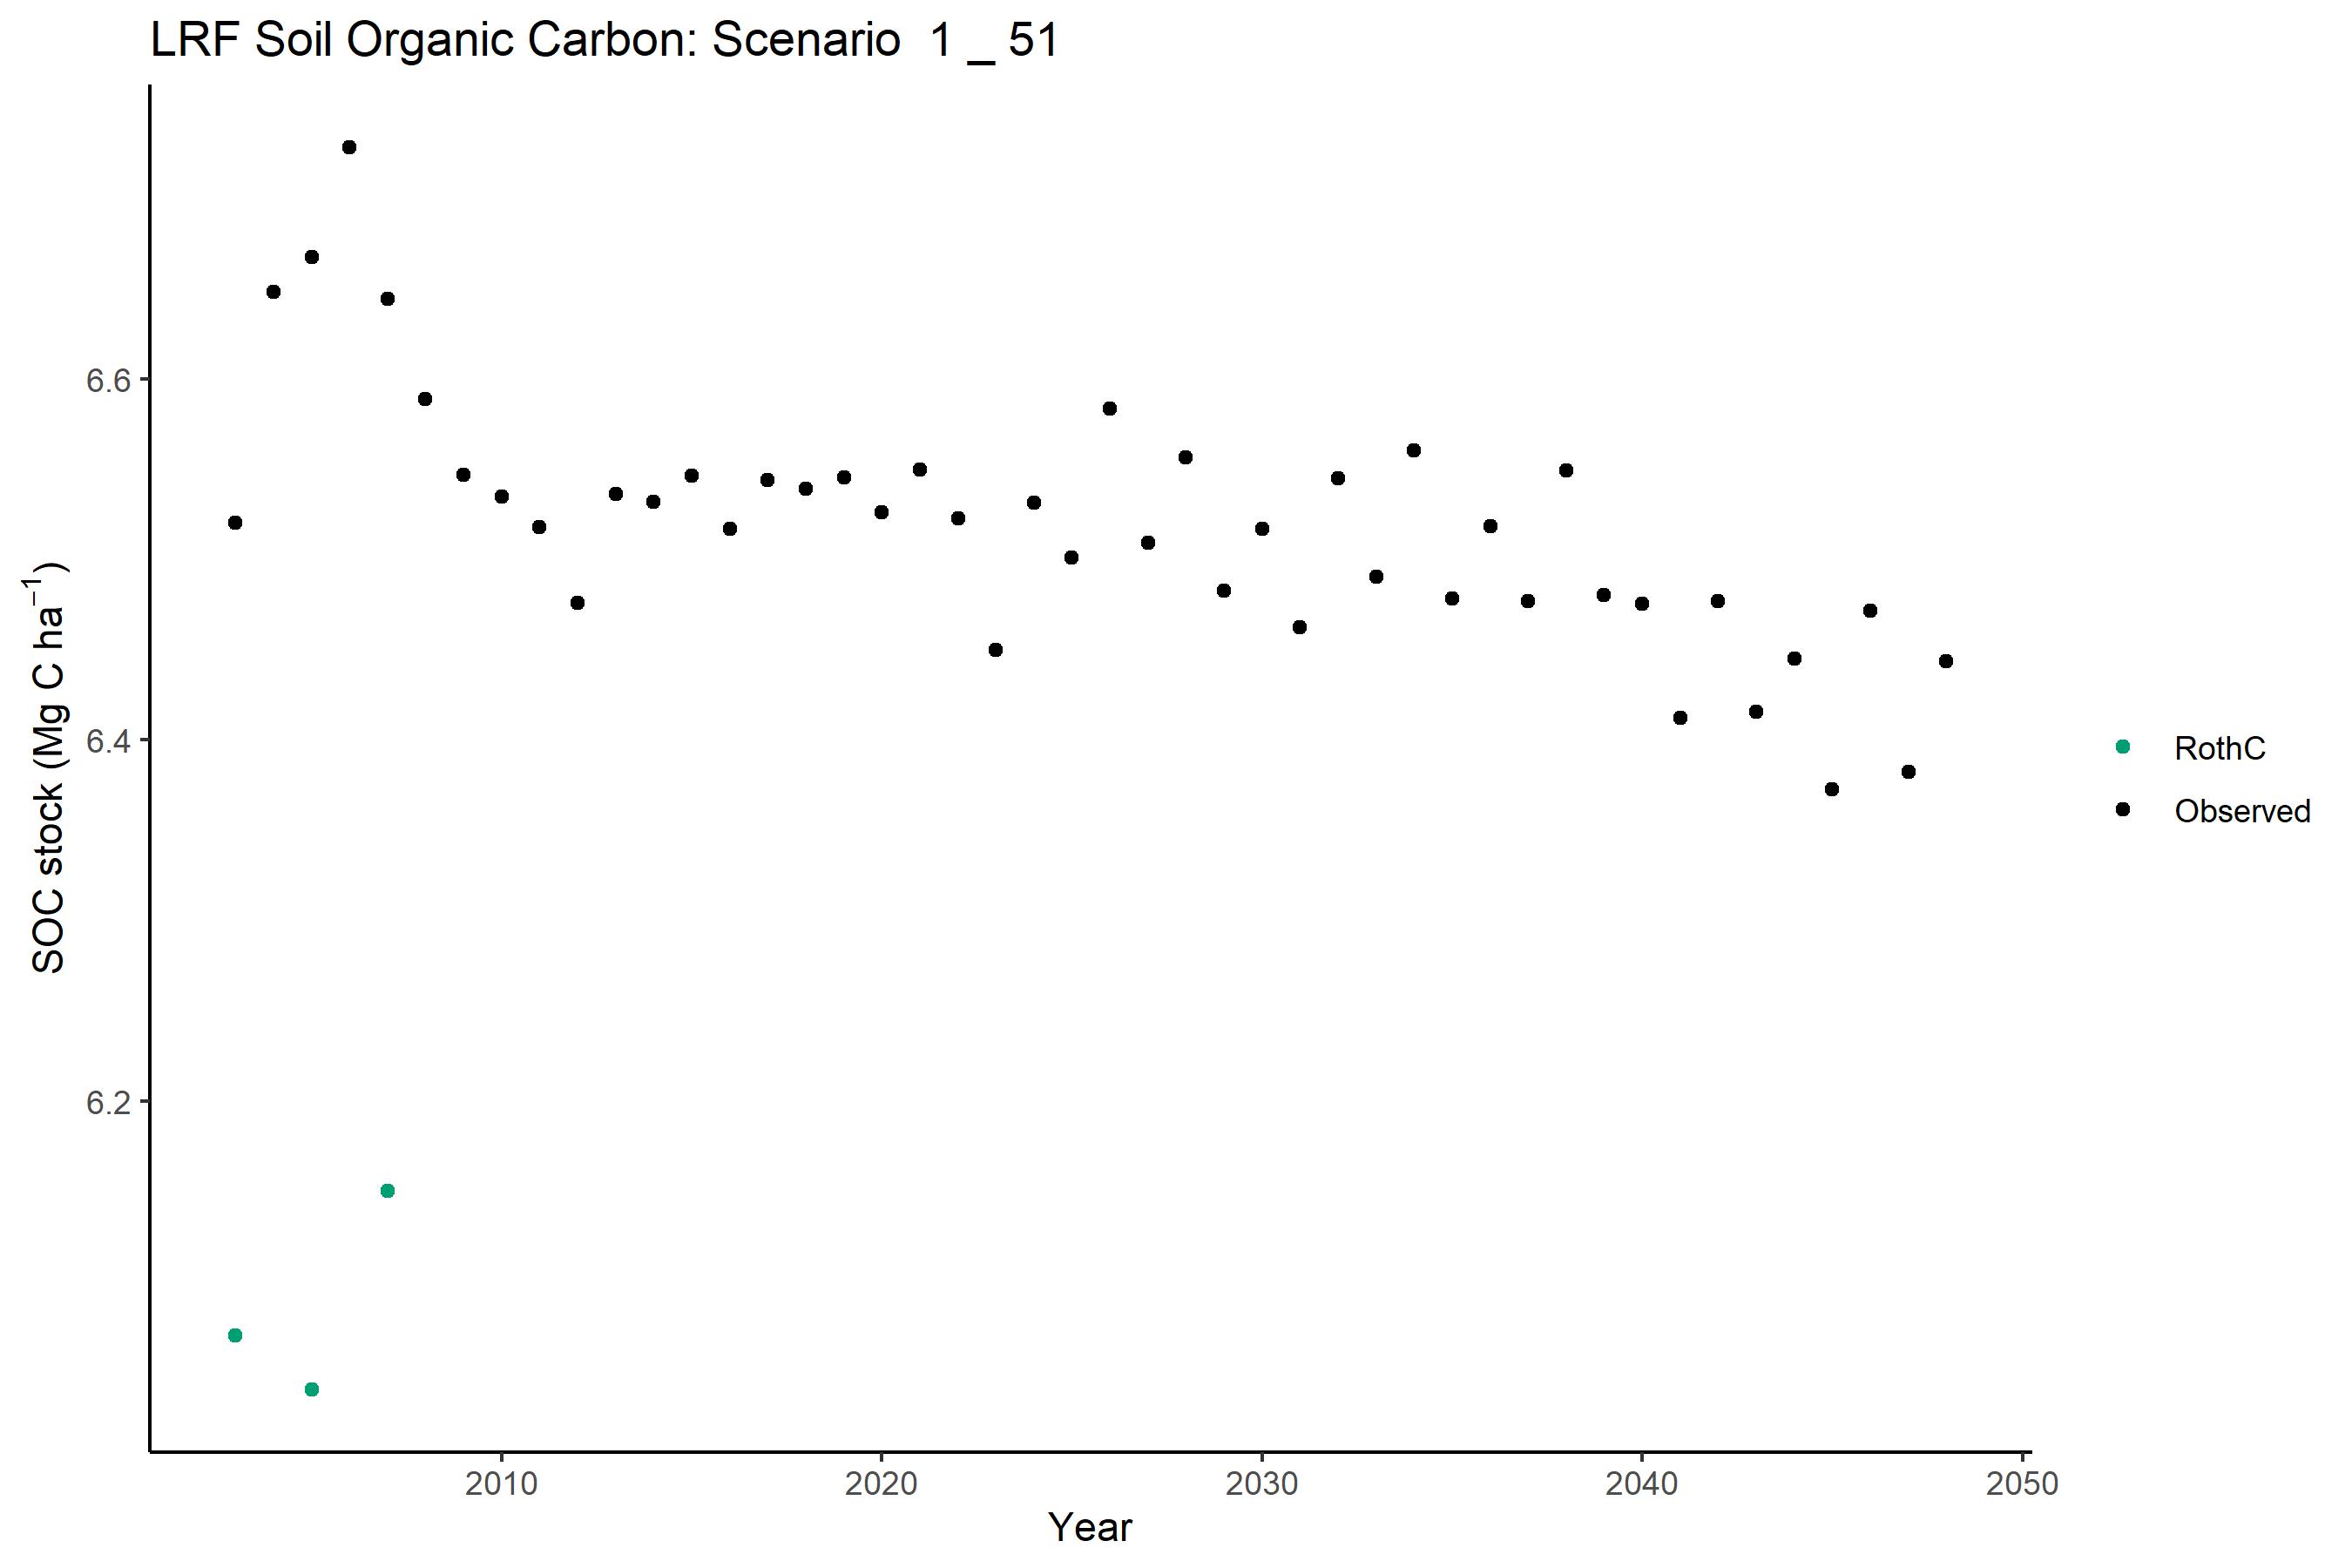 LRF Soil Organic Carbon: Scenario  1 _ 51
SOC stock (Mg C ha⁻¹)
6.6
6.4
6.2
2010
2020
2030
2040
2050
Year
RothC
Observed